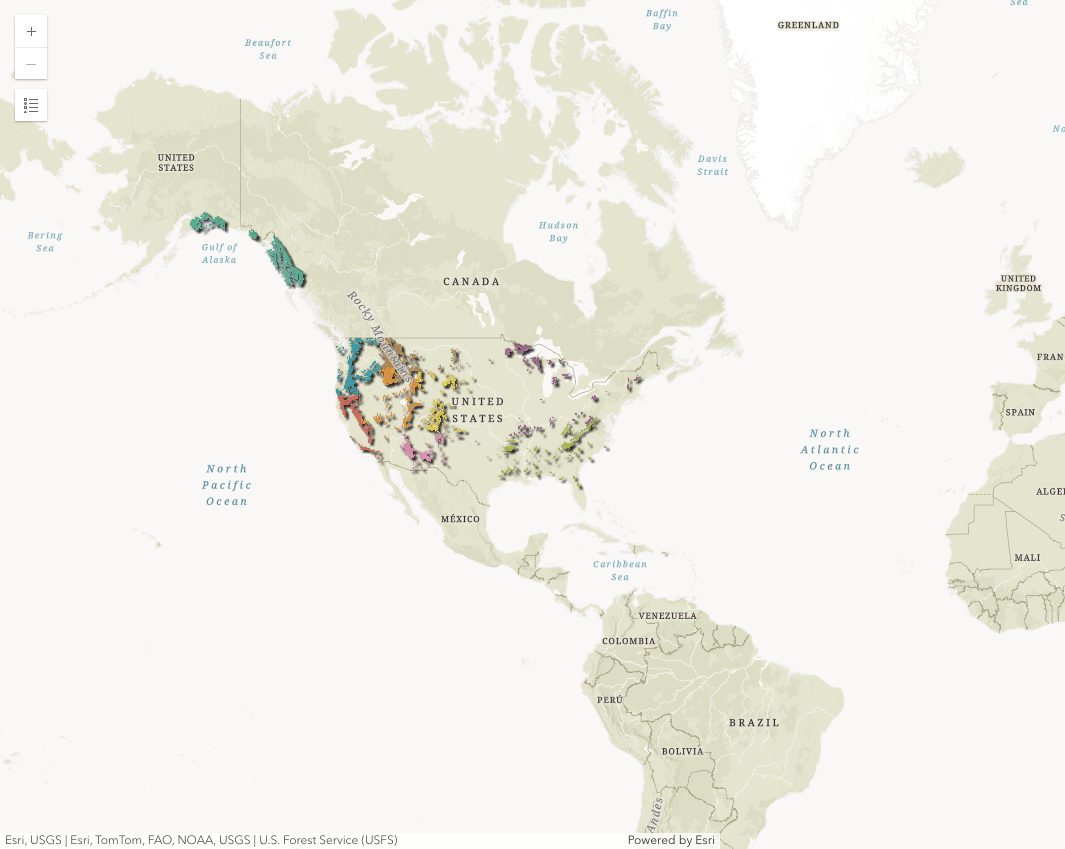 Sea
Baffin
Bay
GREENLAND
+
Beaufort
Sea
−
No
UNITED
STATES
Davis
Strait
Hudson
Bay
Bering
Sea
Gulf of
Alaska
CANADA
UNITED
KINGDOM
Rocky Mountains
FRAN
UNITED
STATES
SPAIN
North
Atlantic
Ocean
North
Pacific
Ocean
ALGE
MÉXICO
S
MALI
Caribbean
Sea
VENEZUELA
COLOMBIA
PERÚ
BRAZIL
BOLIVIA
Andes
Esri, USGS | Esri, TomTom, FAO, NOAA, USGS | U.S. Forest Service (USFS)
Powered by Esri